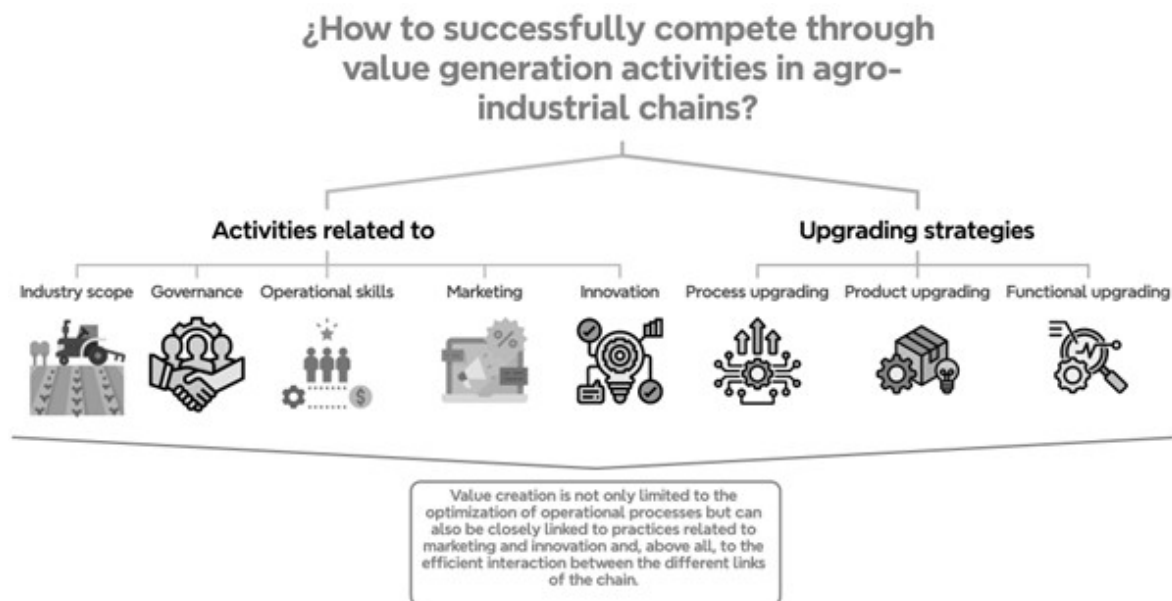 ¿How to successfully compete through
value generation activities in agro-
industrial chains?
Activities related to
Upgrading strategies
Industry scope
Governance
Operational skills
Marketing
Innovation
Process upgrading
Product upgrading
Functional upgrading
%
$
Value creation is not only limited to the
optimization of operational processes but can
also be closely linked to practices related to
marketing and innovation and, above all, to the
efficient interaction between the different links
of the chain.